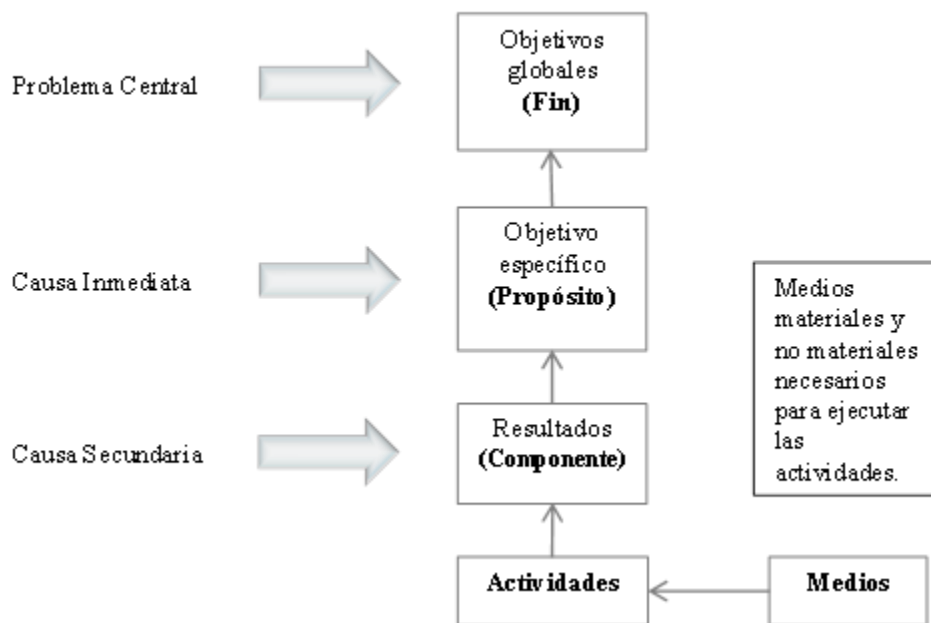 Problema Central
Objetivos
globales
(Fin)
Causa Inmediata
Objetivo
específico
(Propósito)
Medios
materiales y
no materiales
necesarios
para ejecutar
las
actividades.
Causa Secundaria
Resultados
(Componente)
Actividades
Medios